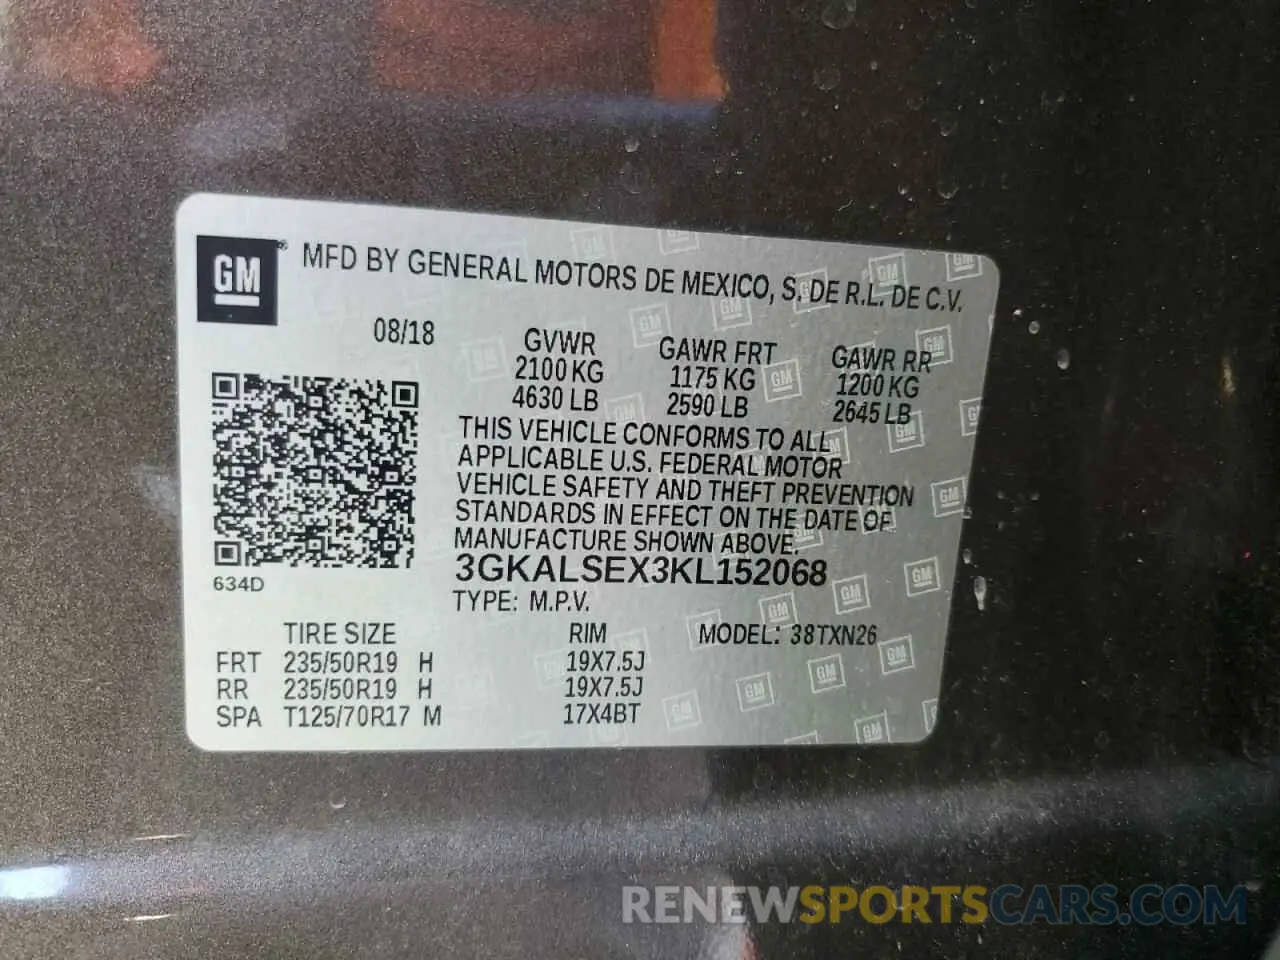 GM® MFD BY GENERAL MOTORS DE MEXICO, S. DE R.L. DE C.V.
08/18 GVWR GAWR FRT GAWR RR
2100 KG 1175 KG 1200 KG
4630 LB 2590 LB 2645 LB
THIS VEHICLE CONFORMS TO ALL
APPLICABLE U.S. FEDERAL MOTOR
VEHICLE SAFETY AND THEFT PREVENTION
STANDARDS IN EFFECT ON THE DATE OF
MANUFACTURE SHOWN ABOVE.
3GKALSEX3KL152068
634D
TYPE: M.P.V.
TIRE SIZE RIM MODEL: 38TXN26
FRT 235/50R19 H 19X7.5J
RR 235/50R19 H 19X7.5J
SPA T125/70R17 M 17X4BT
RENEWSPORTSCARS.COM